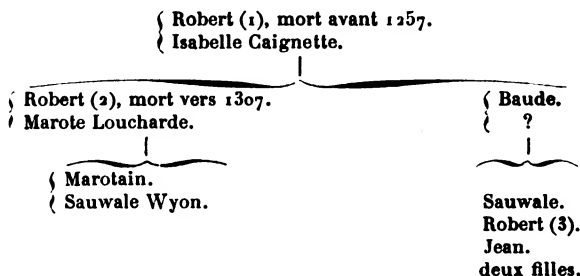 Robert (1), mort avant 1257.
Isabelle Caignette.
Robert (2), mort vers 1307.
Marote Loucharde.
Baude.
?
Marotain.
Sauwale Wyon.
Sauwale.
Robert (3).
Jean.
deux filles.